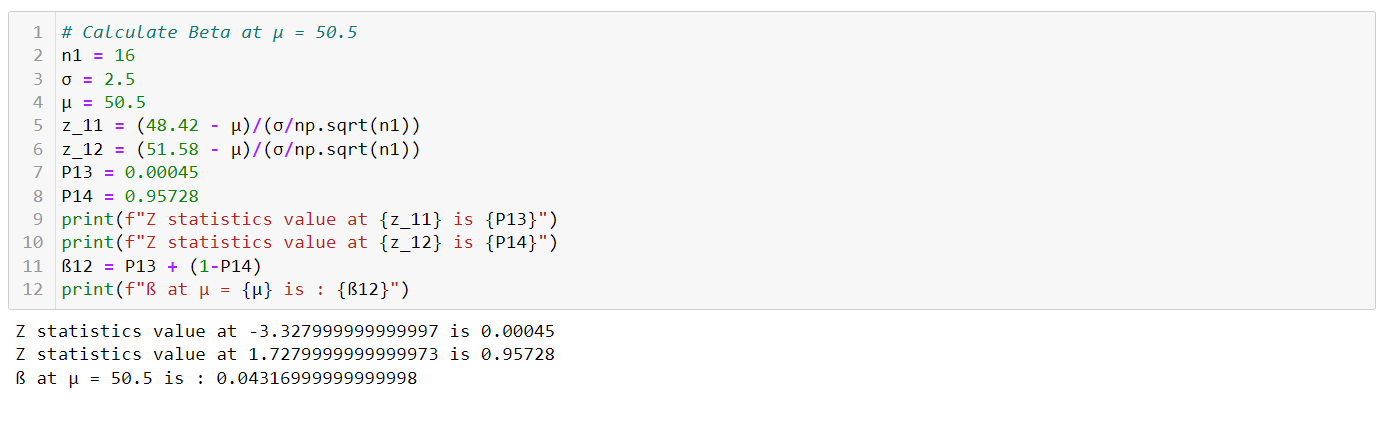 1 # Calculate Beta at μ = 50.5
2 n1 = 16
3 σ = 2.5
4 μ = 50.5
5 z_11 = (48.42 - μ)/(σ/np.sqrt(n1))
6 z_12 = (51.58 - μ)/(σ/np.sqrt(n1))
7 P13 = 0.00045
8 P14 = 0.95728
9 print(f"Z statistics value at {z_11} is {P13}")
10 print(f"Z statistics value at {z_12} is {P14}")
11 ß12 = P13 + (1-P14)
12 print(f"ß at μ = {μ} is : {ß12}")
Z statistics value at -3.327999999999997 is 0.00045
Z statistics value at 1.7279999999999973 is 0.95728
ß at μ = 50.5 is : 0.04316999999999998